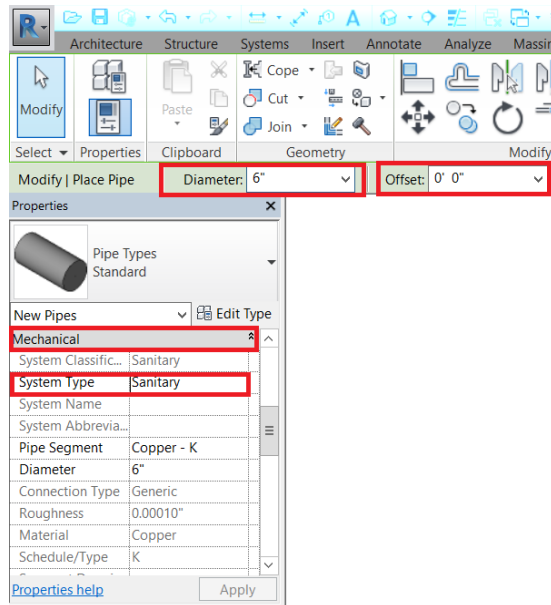 R
A
Architecture Structure Systems Insert Annotate Analyze Massin
Modify
Paste
Cope
Cut
Join
Select Properties Clipboard Geometry Modify
Modify | Place Pipe Diameter: 6" Offset: 0' 0"
Properties
Pipe Types
Standard
New Pipes Edit Type
Mechanical
System Classific... Sanitary
System Type Sanitary
System Name
System Abbrevia...
Pipe Segment Copper - K
Diameter 6"
Connection Type Generic
Roughness 0.00010"
Material Copper
Schedule/Type K
Properties help Apply